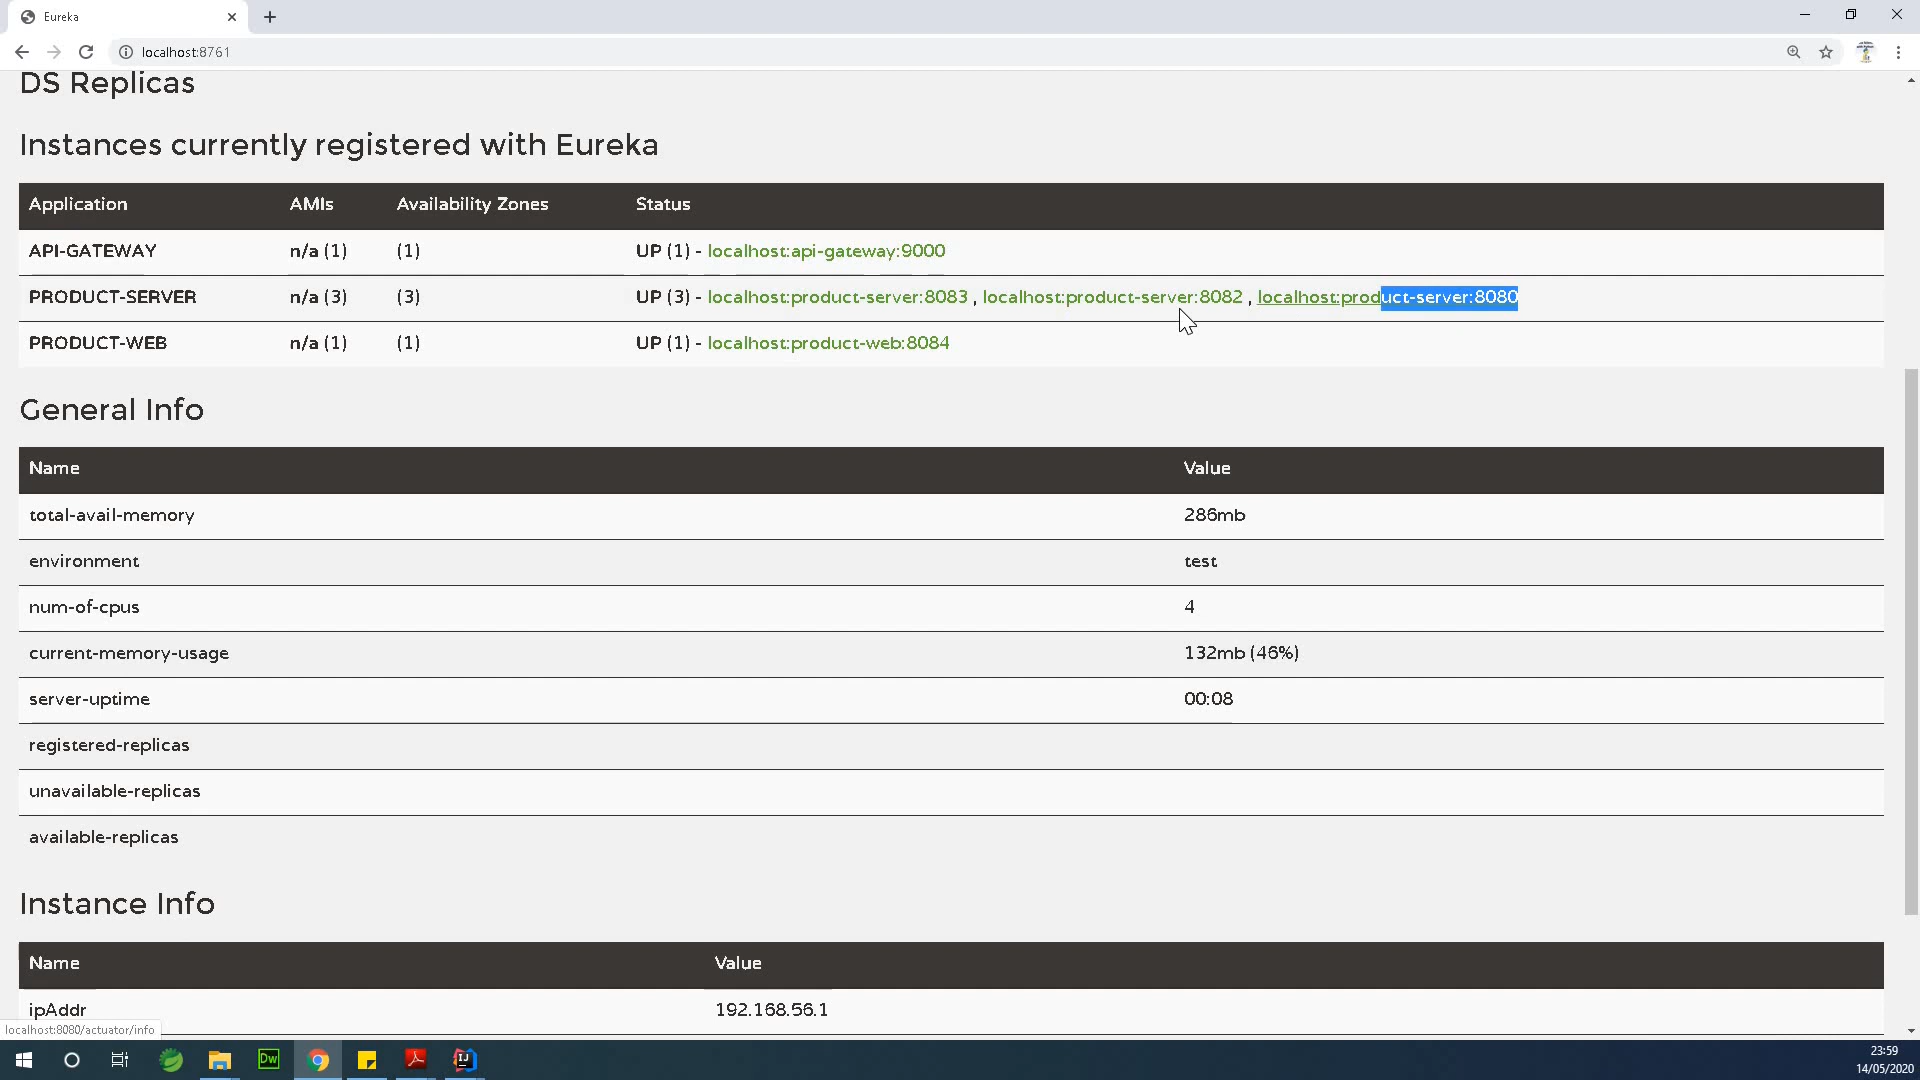 Eureka
localhost:8761
DS Replicas
Instances currently registered with Eureka
Application AMIs Availability Zones Status
API-GATEWAY n/a (1) (1) UP (1) - localhost:api-gateway:9000
PRODUCT-SERVER n/a (3) (3) UP (3) - localhost:product-server:8083 , localhost:product-server:8082 , localhost:product-server:8080
PRODUCT-WEB n/a (1) (1) UP (1) - localhost:product-web:8084
General Info
Name Value
total-avail-memory 286mb
environment test
num-of-cpus 4
current-memory-usage 132mb (46%)
server-uptime 00:08
registered-replicas
unavailable-replicas
available-replicas
Instance Info
Name Value
ipAddr 192.168.56.1
localhost:8080/actuator/info
Dw
IJ
23:59
14/05/2020